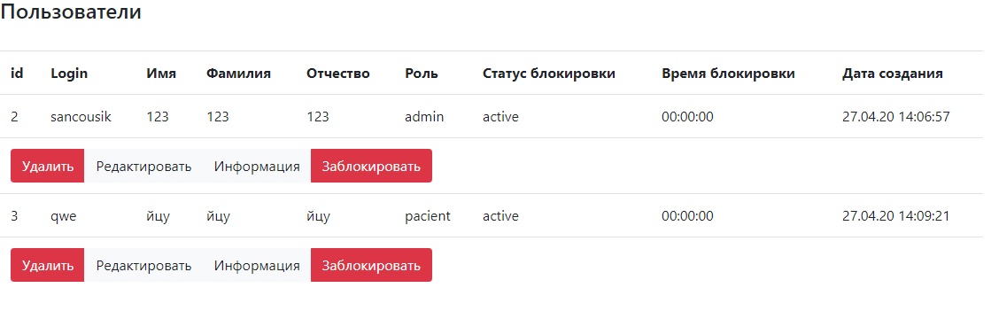 Пользователи
id Login Имя Фамилия Отчество Роль Статус блокировки Время блокировки Дата создания
2 sancousik 123 123 123 admin active 00:00:00 27.04.20 14:06:57
Удалить Редактировать Информация Заблокировать
3 qwe йцу йцу йцу pacient active 00:00:00 27.04.20 14:09:21
Удалить Редактировать Информация Заблокировать